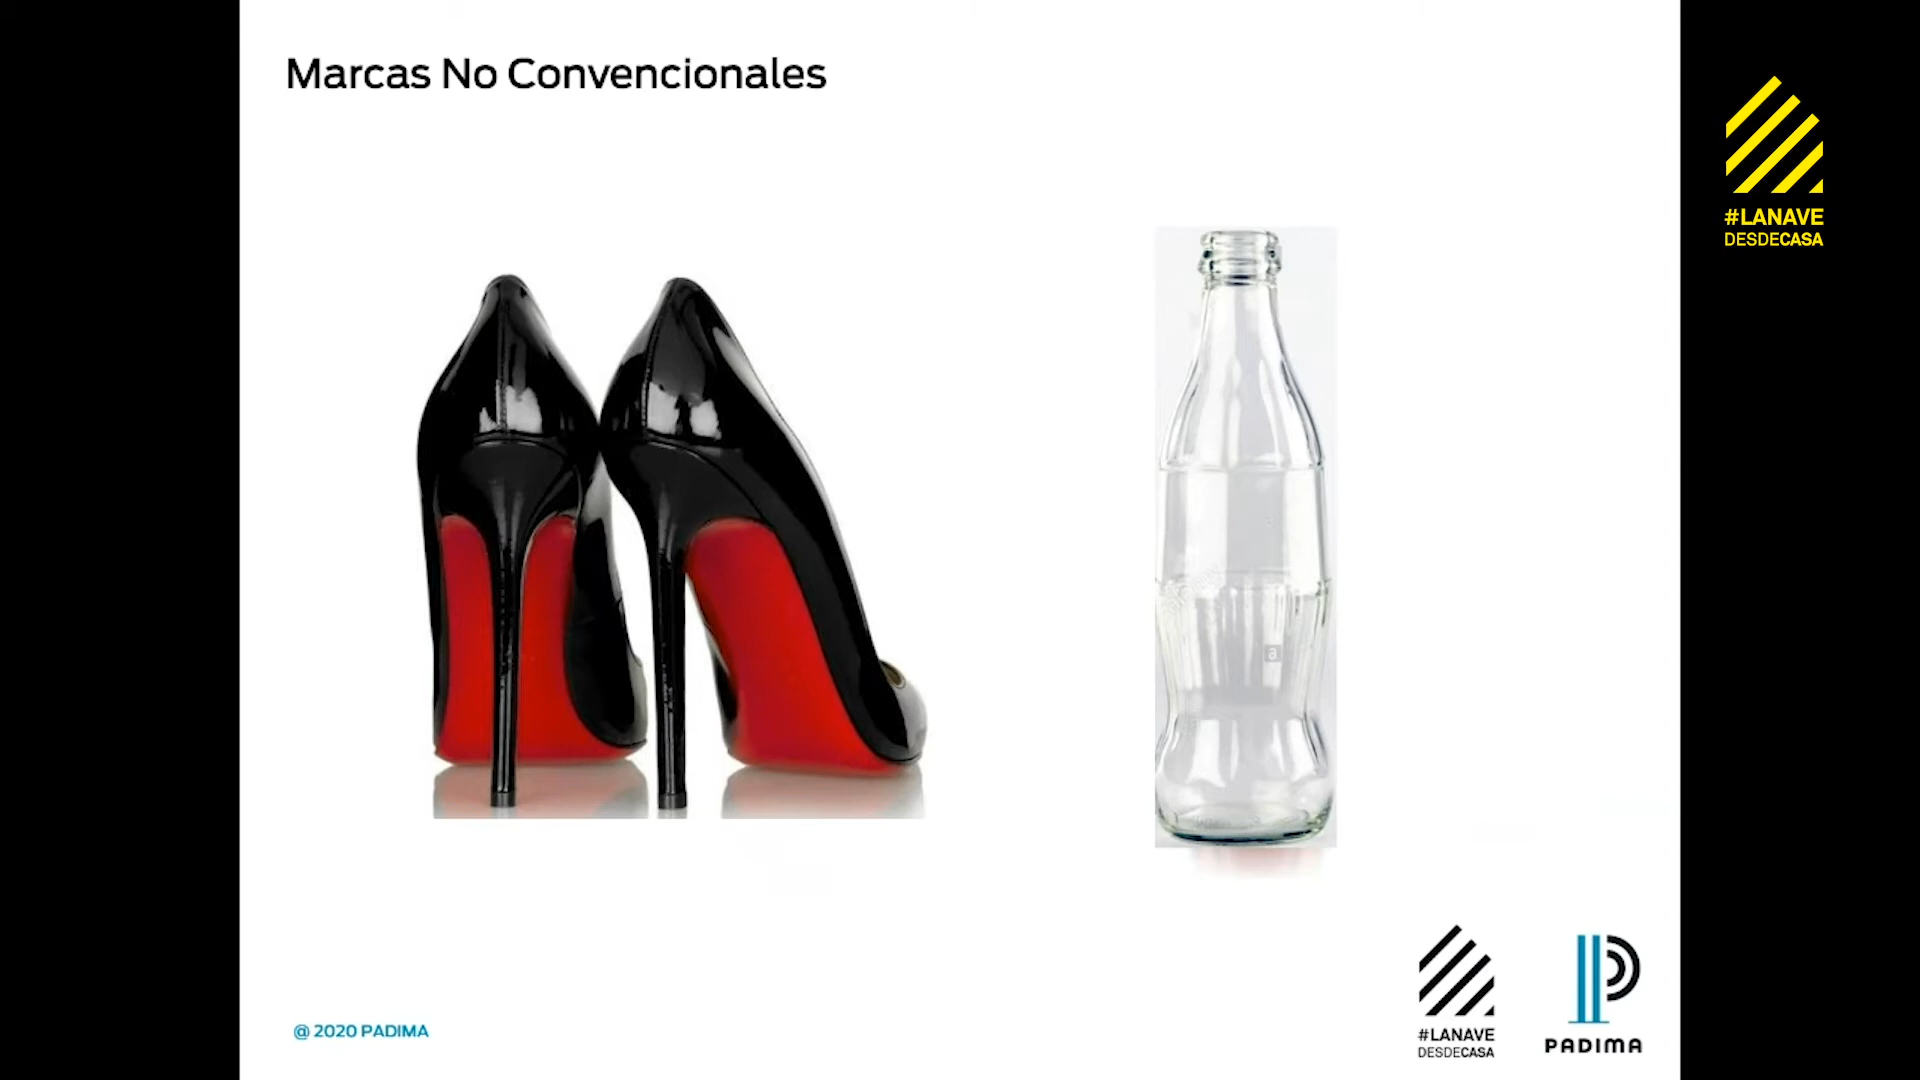 Marcas No Convencionales
#LANAVE
DESDECASA
a
@ 2020 PADIMA
#LANAVE
DESDECASA
PADIMA